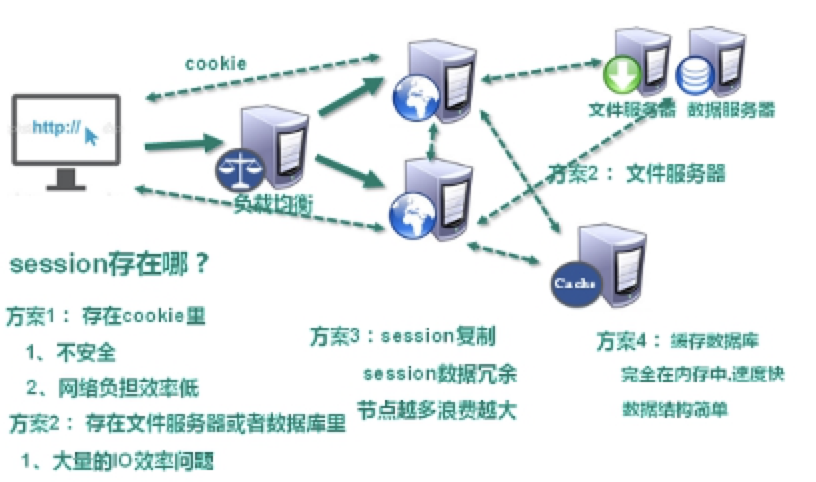 cookie
http://
文件服务器 数据服务器
方案2： 文件服务器
负载均衡
Cache
session存在哪？
方案1： 存在cookie里
1、不安全
2、网络负担效率低
方案2： 存在文件服务器或者数据库里
1、大量的IO效率问题
方案3：session复制
session数据冗余
节点越多浪费越大
方案4： 缓存数据库
完全在内存中,速度快
数据结构简单